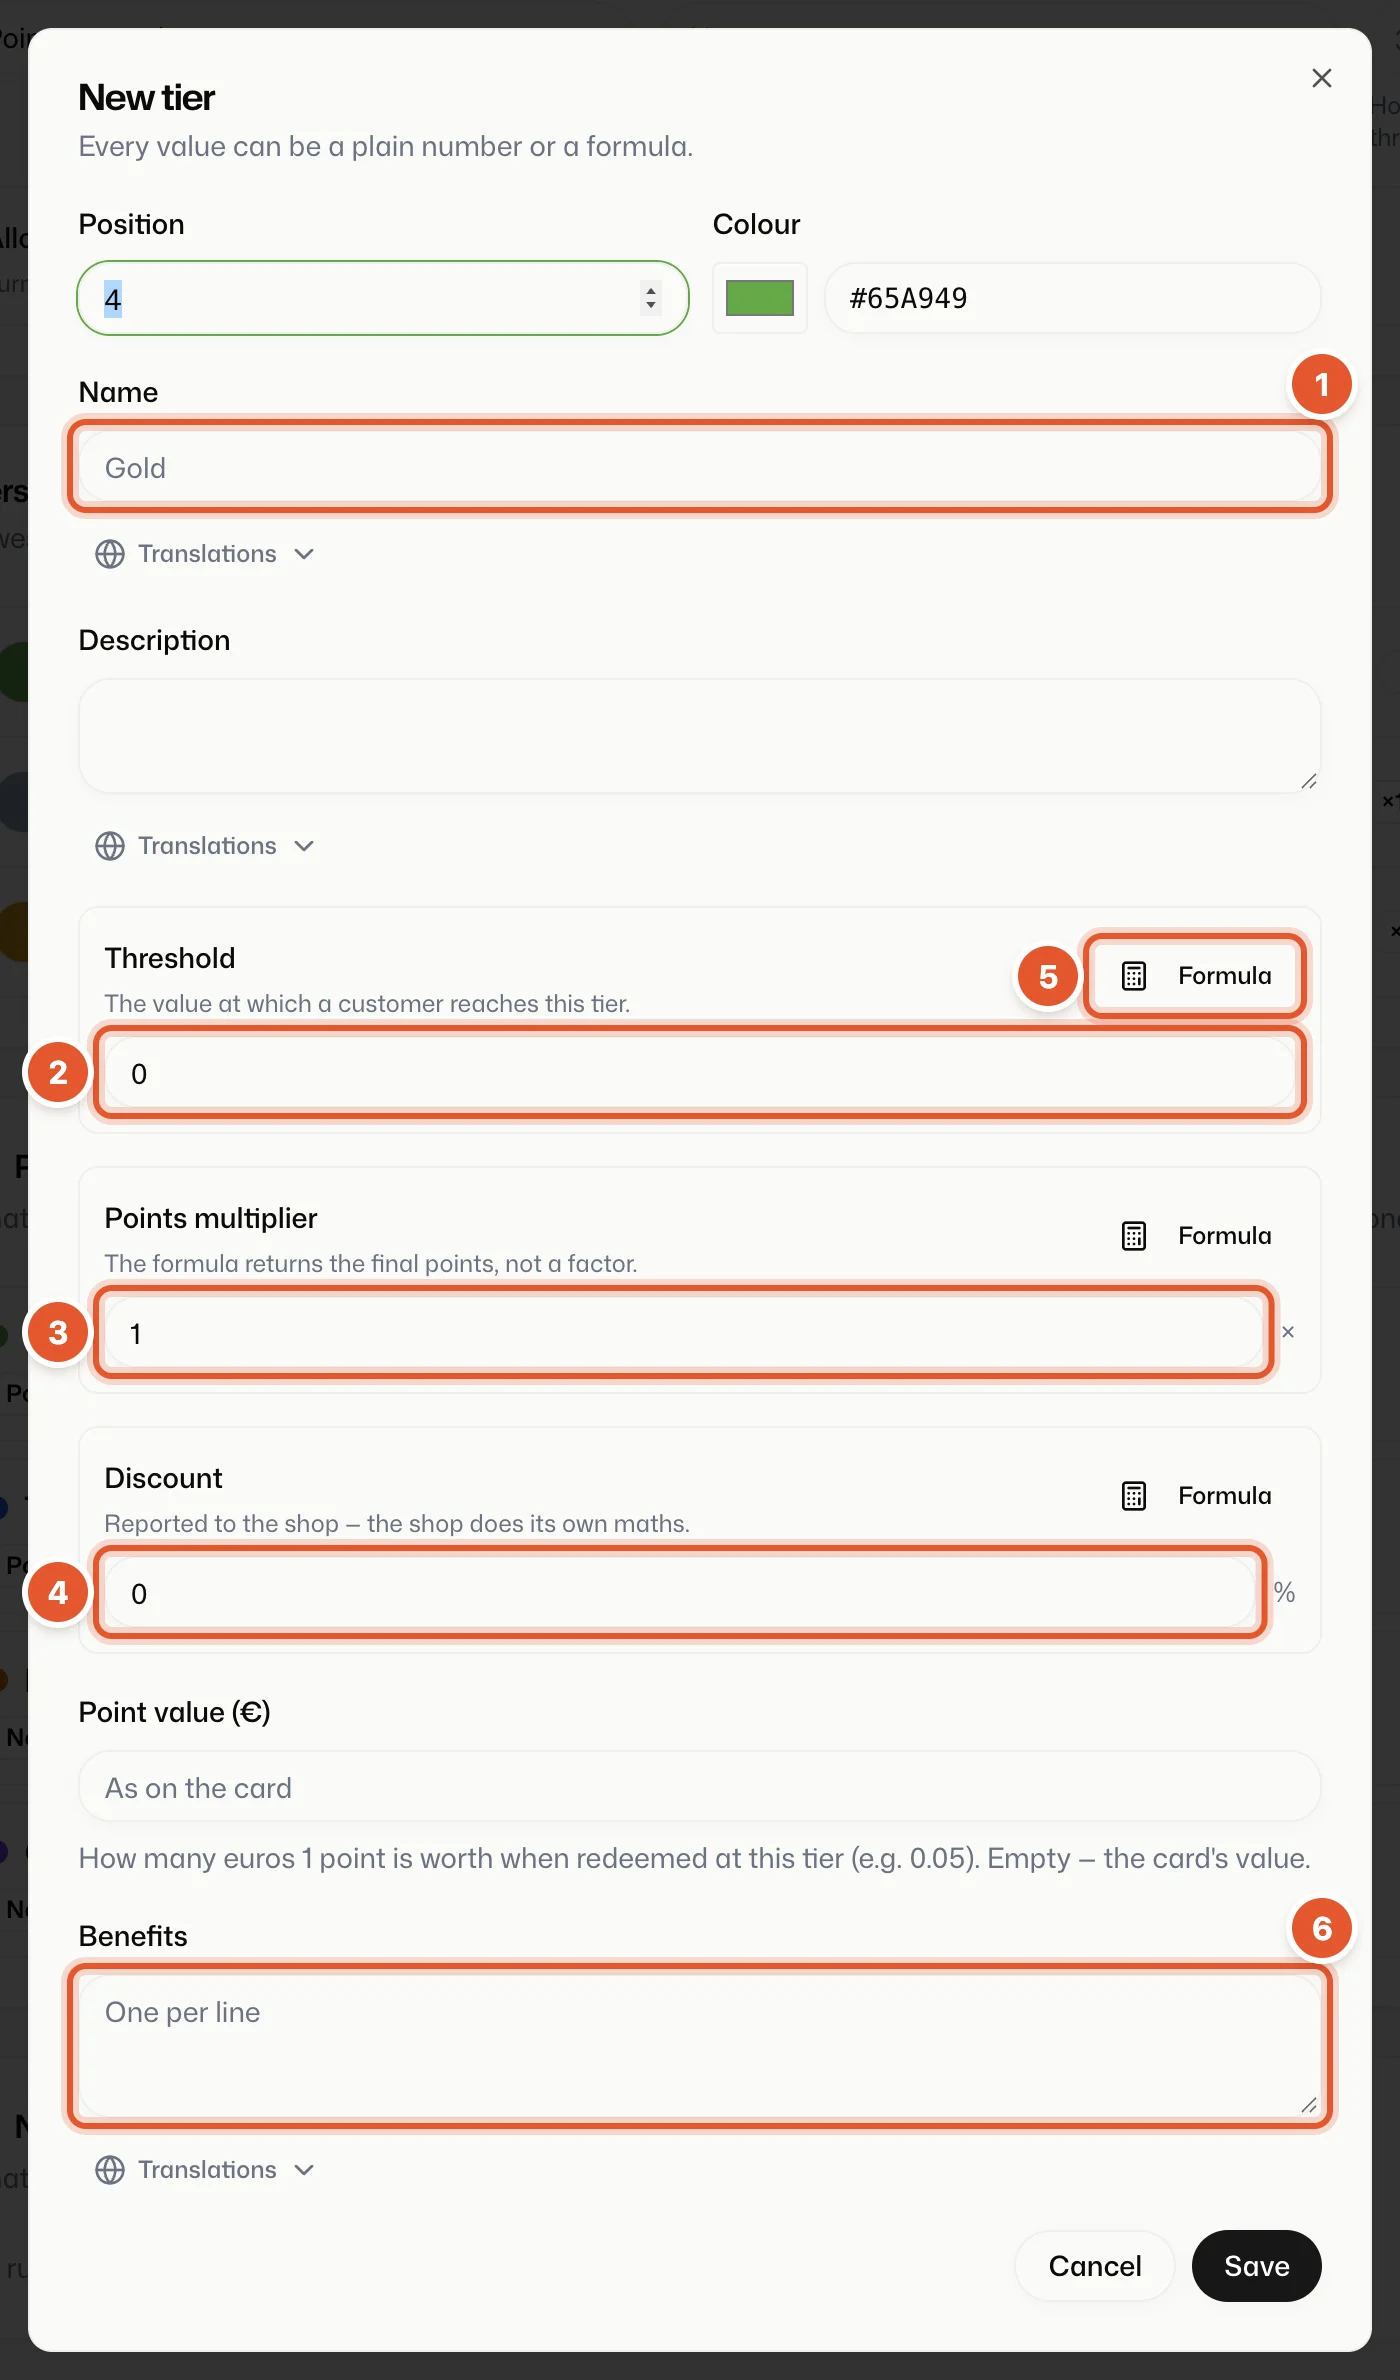 New tier
Every value can be a plain number or a formula.
Position
Colour
4
#65A949
Name
1
Gold
Translations
Description
Translations
Threshold
5
Formula
The value at which a customer reaches this tier.
2
0
Points multiplier
Formula
The formula returns the final points, not a factor.
3
1
×
Discount
Formula
Reported to the shop – the shop does its own maths.
4
0
%
Point value (€)
As on the card
How many euros 1 point is worth when redeemed at this tier (e.g. 0.05). Empty – the card's value.
Benefits
6
One per line
Translations
Cancel
Save